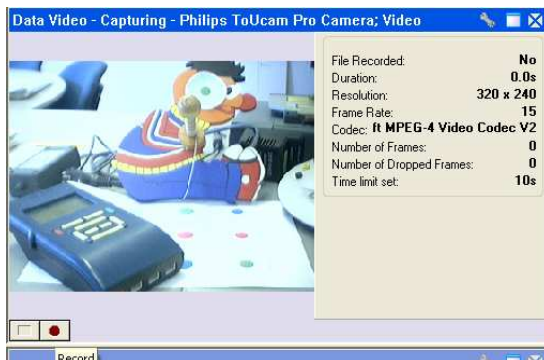 Data Video - Capturing - Philips ToUcam Pro Camera; Video
File Recorded: No
Duration: 0.0s
Resolution: 320 x 240
Frame Rate: 15
Codec: ft MPEG-4 Video Codec V2
Number of Frames: 0
Number of Dropped Frames: 0
Time limit set: 10s
Record